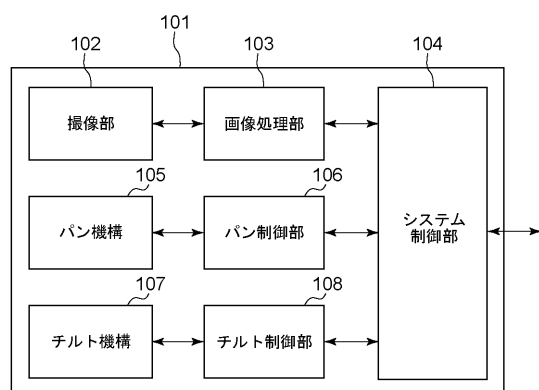 101
102
103
104
撮像部
画像処理部
105
106
パン機構
パン制御部
システム
制御部
107
108
チルト機構
チルト制御部